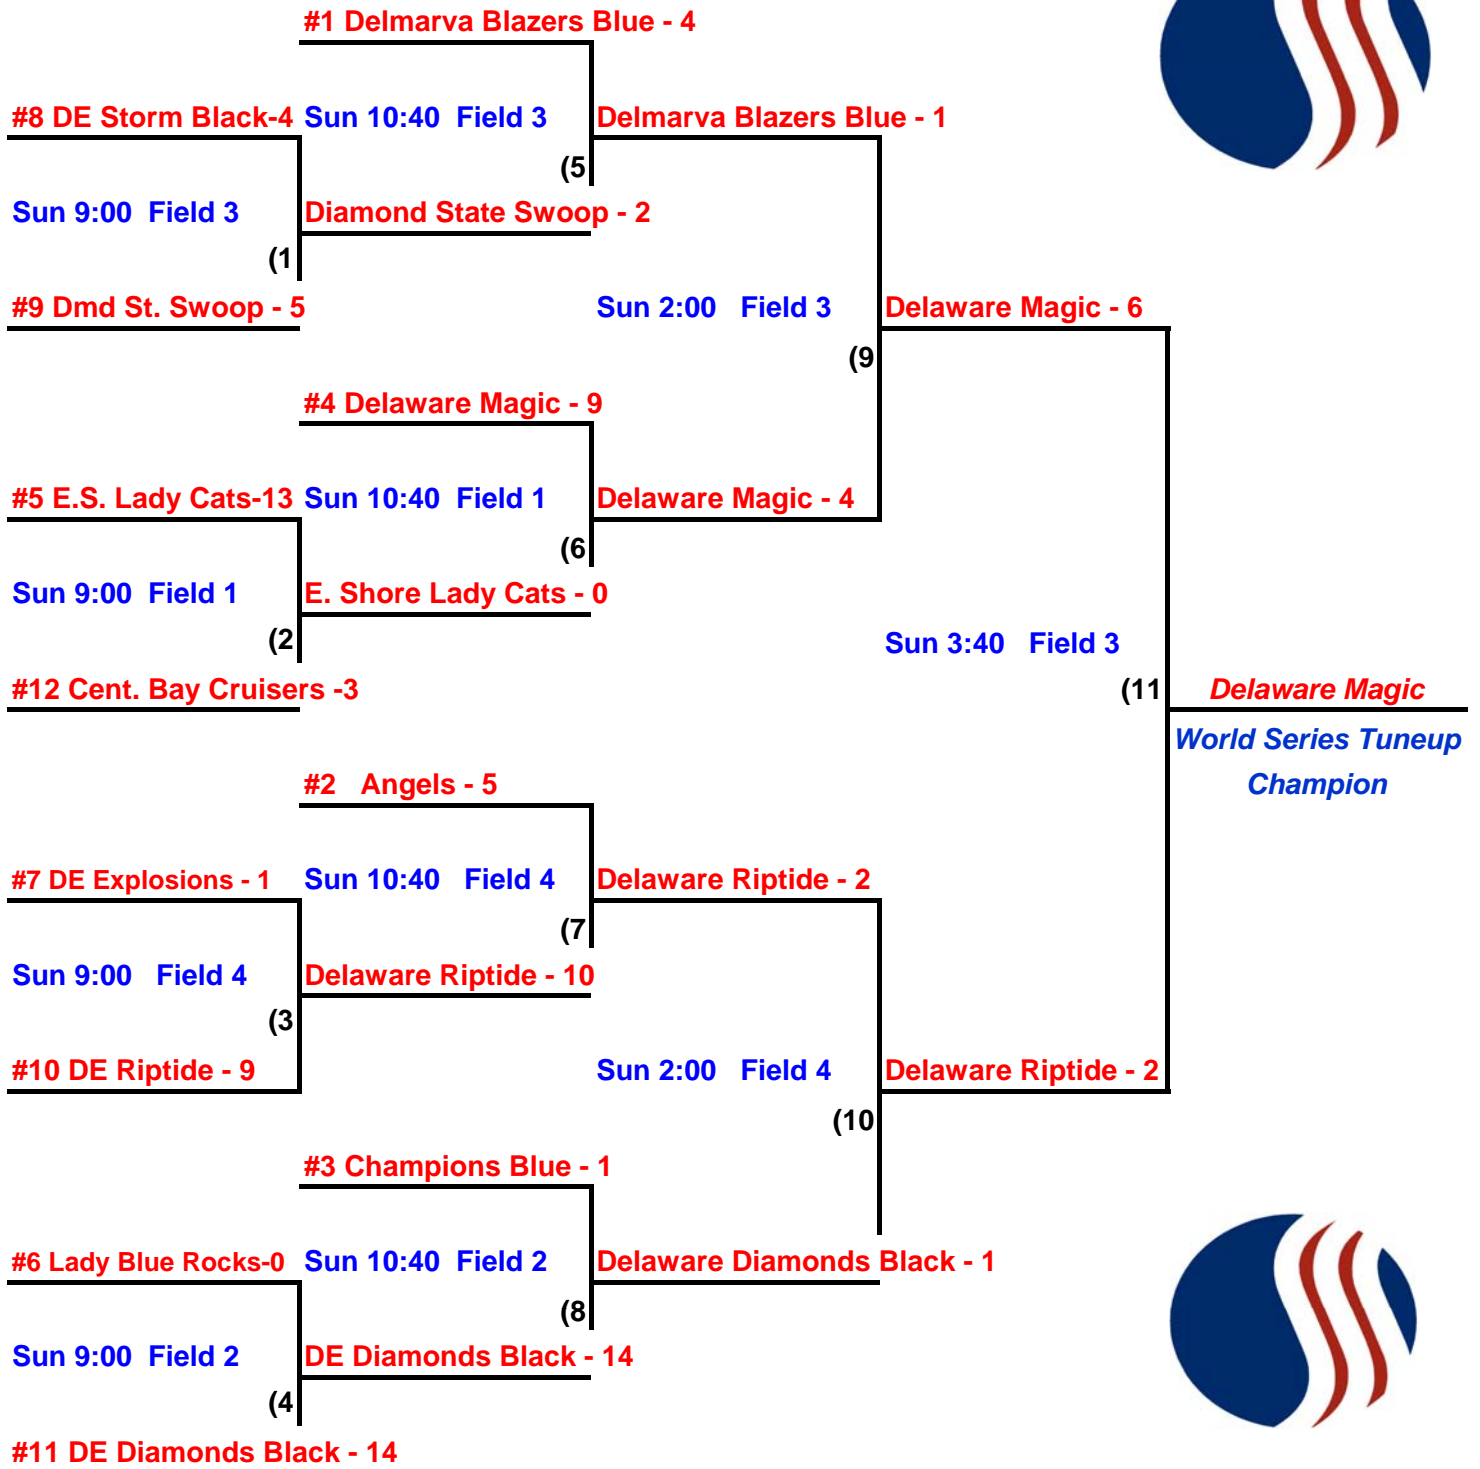 #1 Delmarva Blazers Blue - 4
#8 DE Storm Black-4 Sun 10:40 Field 3 Delmarva Blazers Blue - 1
(5
Sun 9:00 Field 3 Diamond State Swoop - 2
(1
#9 Dmd St. Swoop - 5 Sun 2:00 Field 3 Delaware Magic - 6
(9
#4 Delaware Magic - 9
#5 E.S. Lady Cats-13 Sun 10:40 Field 1 Delaware Magic - 4
(6
Sun 9:00 Field 1 E. Shore Lady Cats - 0
(2 Sun 3:40 Field 3
#12 Cent. Bay Cruisers -3 (11 Delaware Magic
World Series Tuneup
#2 Angels - 5 Champion
#7 DE Explosions - 1 Sun 10:40 Field 4 Delaware Riptide - 2
(7
Sun 9:00 Field 4 Delaware Riptide - 10
(3
#10 DE Riptide - 9 Sun 2:00 Field 4 Delaware Riptide - 2
(10
#3 Champions Blue - 1
#6 Lady Blue Rocks-0 Sun 10:40 Field 2 Delaware Diamonds Black - 1
(8
Sun 9:00 Field 2 DE Diamonds Black - 14
(4
#11 DE Diamonds Black - 14